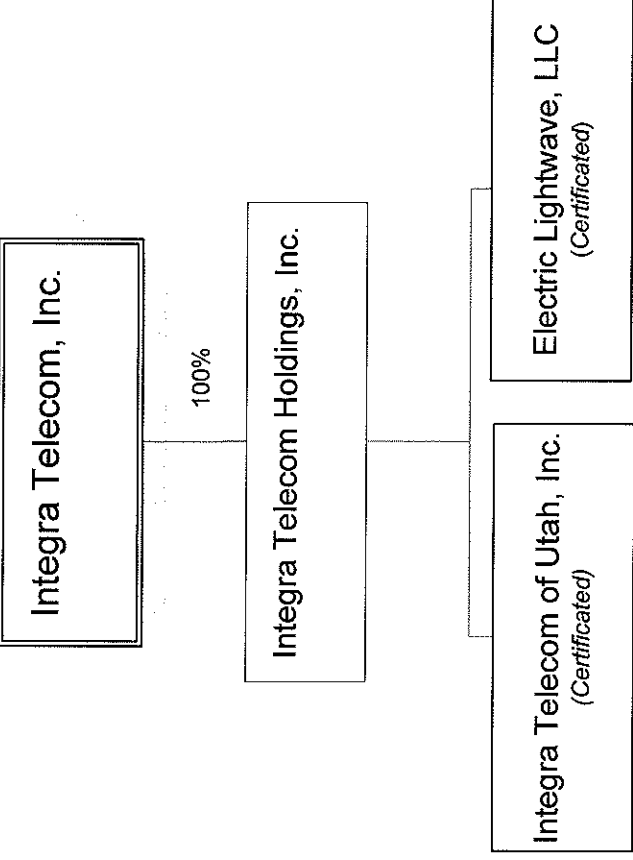 Integra Telecom, Inc.
100%
Integra Telecom Holdings, Inc.
Integra Telecom of Utah, Inc.
(Certificated)
Electric Lightwave, LLC
(Certificated)